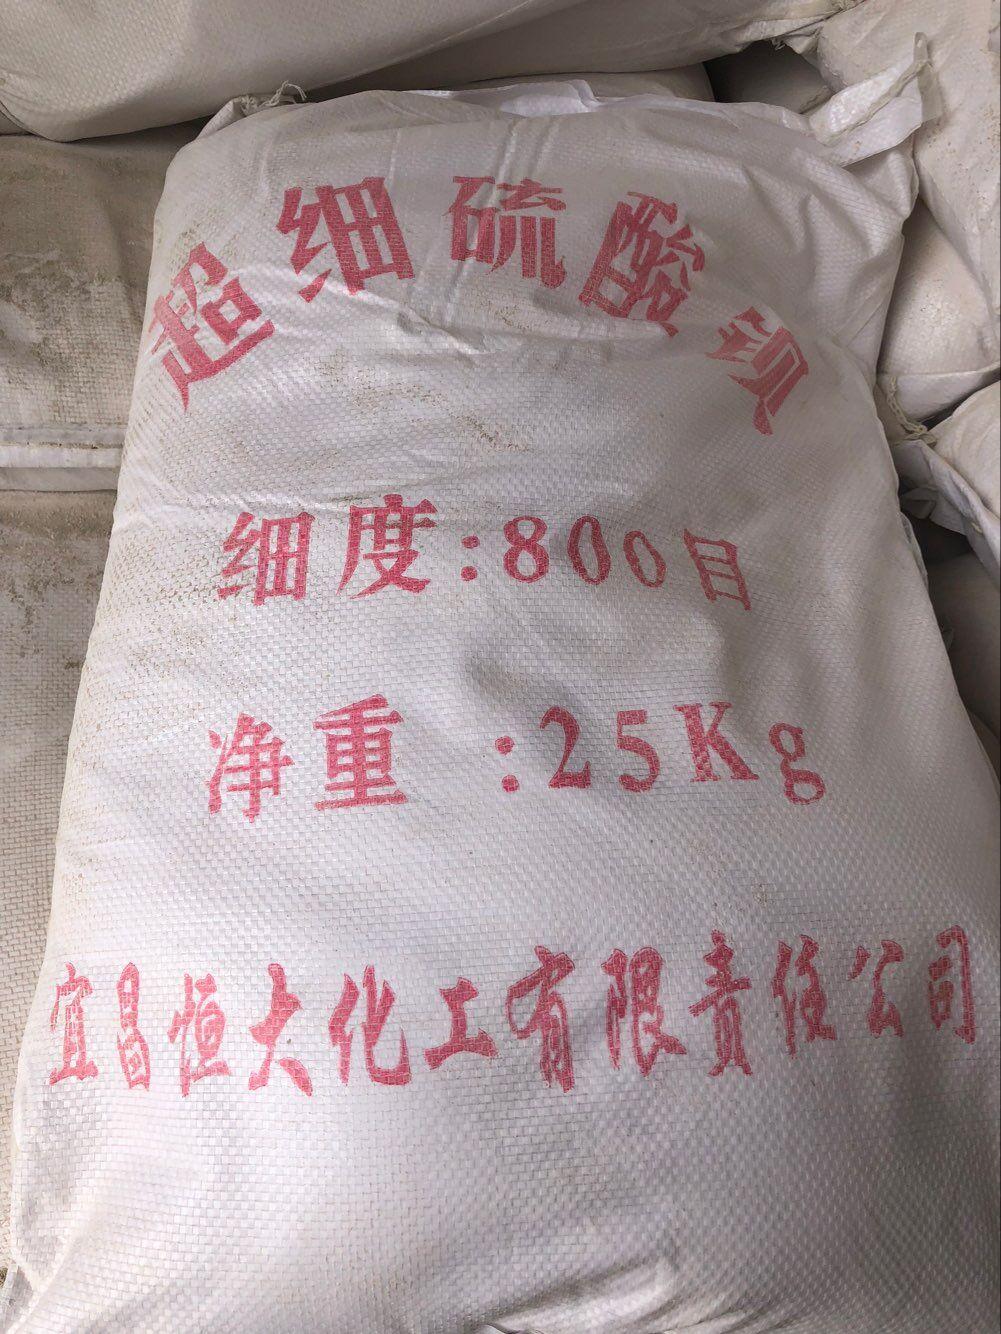 超细硫酸钡
细度:800目
净重:25Kg
宜昌恒大化工有限责任公司